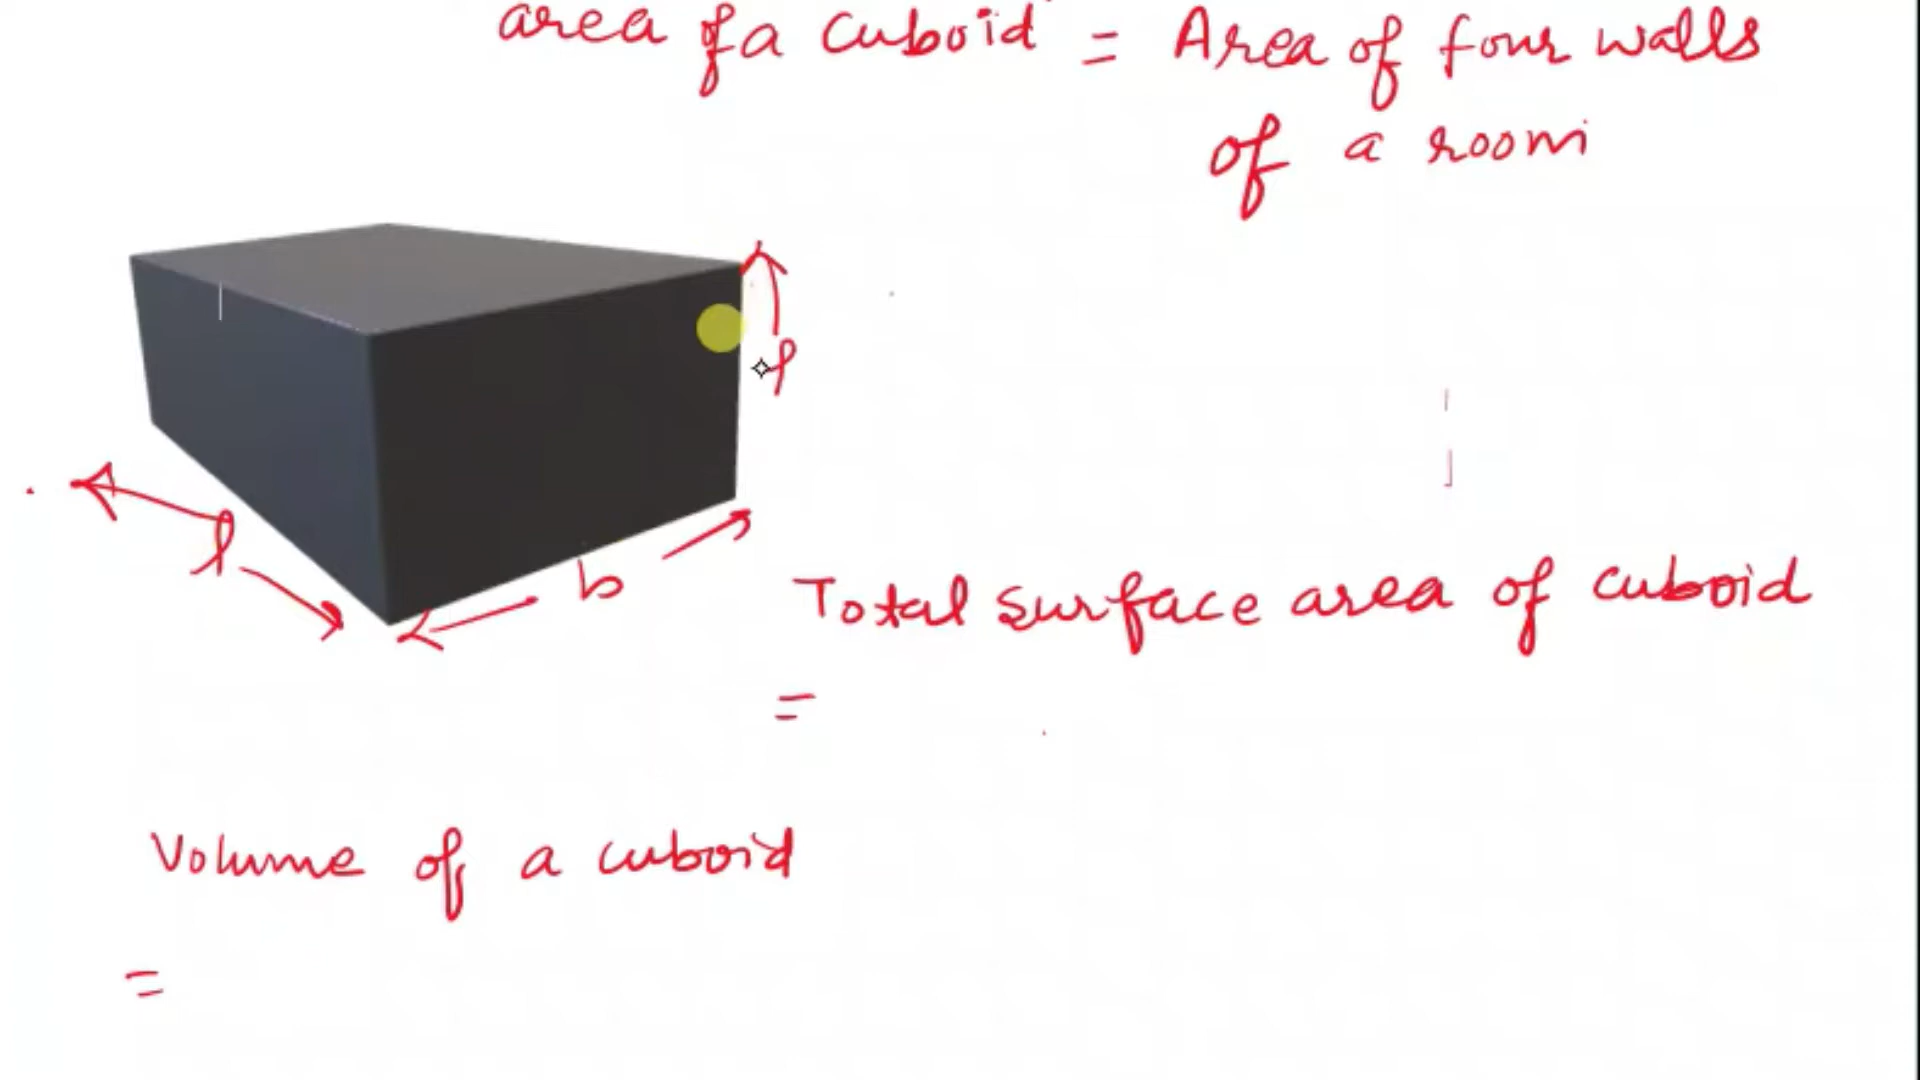 area of a cuboid = Area of four walls
of a room
l
b
Total surface area of cuboid
=
Volume of a cuboid
=